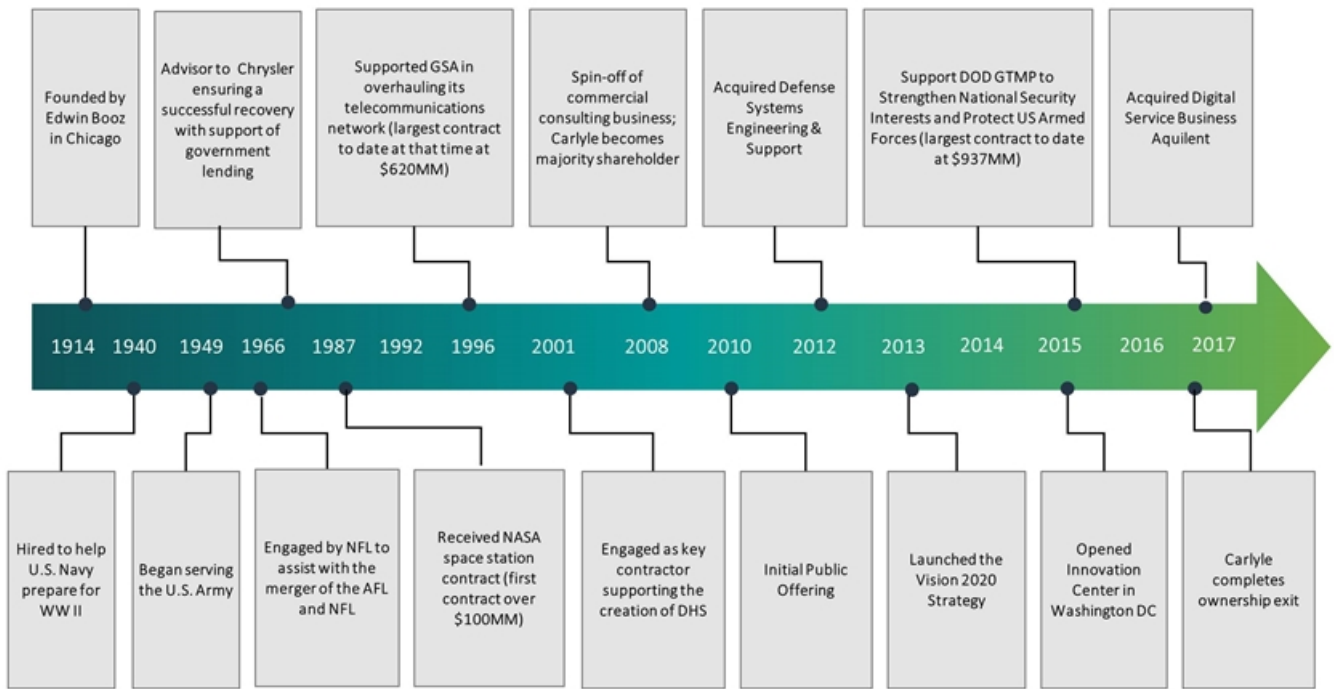 Founded by
Edwin Booz
in Chicago
Advisor to Chrysler
ensuring a
successful recovery
with support of
government
lending
Supported GSA in
overhauling its
telecommunications
network (largest contract
to date at that time at
$620MM)
Spin-off of
commercial
consulting business;
Carlyle becomes
majority shareholder
Acquired Defense
Systems
Engineering &
Support
Support DOD GTMP to
Strengthen National Security
Interests and Protect US Armed
Forces (largest contract to date
at $937MM)
Acquired Digital
Service Business
Aquilent
1914 1940 1949 1966 1987 1992 1996 2001 2008 2010 2012 2013 2014 2015 2016 2017
Hired to help
U.S. Navy
prepare for
WW II
Began serving
the U.S. Army
Engaged by NFL to
assist with the
merger of the AFL
and NFL
Received NASA
space station
contract (first
contract over
$100MM)
Engaged as key
contractor
supporting the
creation of DHS
Initial Public
Offering
Launched the
Vision 2020
Strategy
Opened
Innovation
Center in
Washington DC
Carlyle
completes
ownership exit